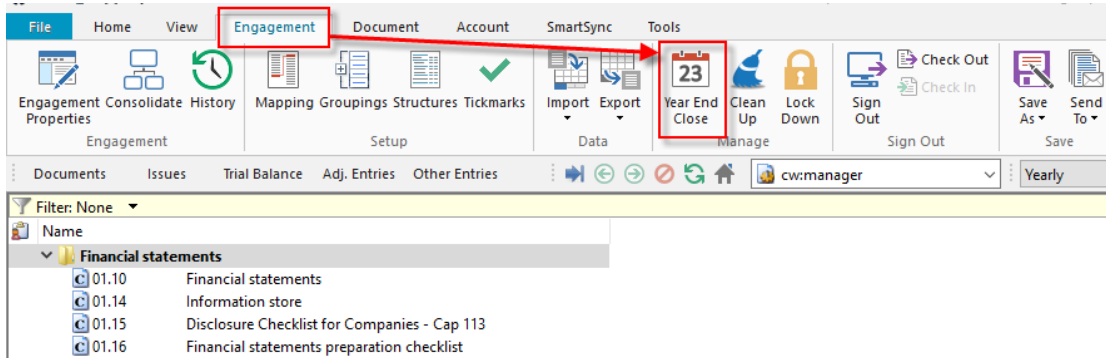 File Home View Engagement Document Account SmartSync Tools
23
Check Out
Check In
Engagement Consolidate History Mapping Groupings Structures Tickmarks Import Export Year End Clean Lock Sign Save Send
Properties Close Up Down Out As To
Engagement Setup Data Manage Sign Out Save
Documents Issues Trial Balance Adj. Entries Other Entries cw:manager Yearly
Filter: None
Name
Financial statements
01.10 Financial statements
01.14 Information store
01.15 Disclosure Checklist for Companies - Cap 113
01.16 Financial statements preparation checklist